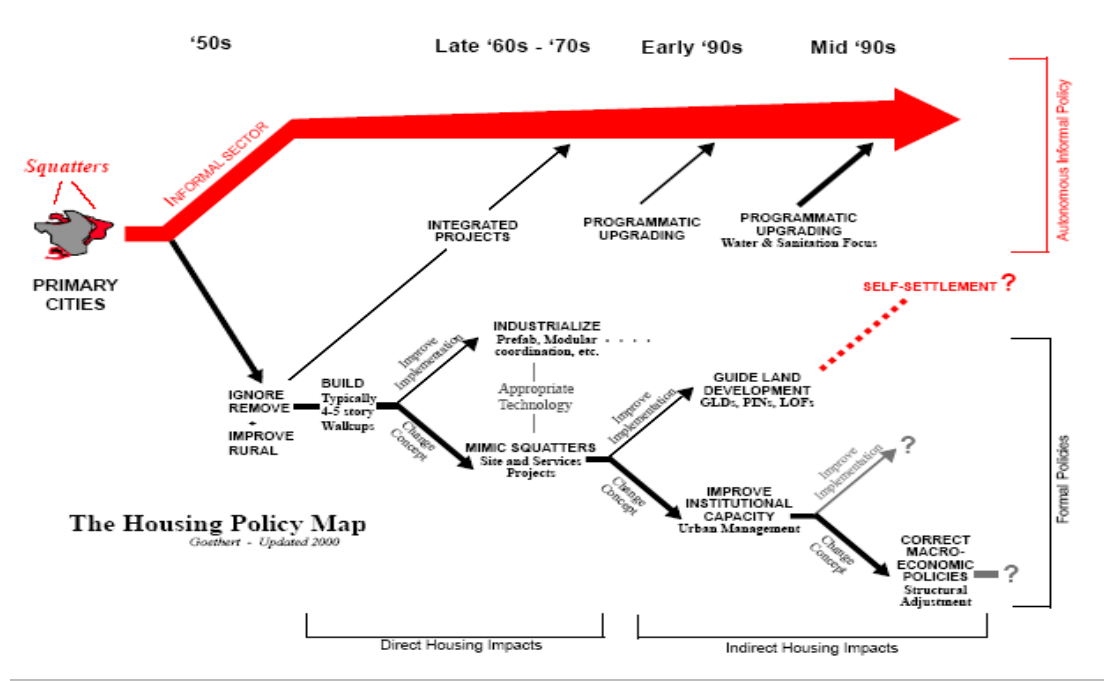 ‘50s
Late ‘60s - ‘70s
Early ‘90s
Mid ‘90s
Squatters
INFORMAL SECTOR
PRIMARY
CITIES
Autonomous Informal Policy
INTEGRATED
PROJECTS
PROGRAMMATIC
UPGRADING
PROGRAMMATIC
UPGRADING
Water & Sanitation Focus
SELF-SETTLEMENT ?
IGNORE
REMOVE
+
IMPROVE
RURAL
BUILD
Typically
4-5 story
Walkups
Improve
Implementation
Change
Concept
INDUSTRIALIZE
Prefab, Modular
coordination, etc.
Appropriate
Technology
MIMIC SQUATTERS
Site and Services
Projects
Improve
Implementation
Change
Concept
GUIDE LAND
DEVELOPMENT
GLDs, PINs, LOFs
IMPROVE
INSTITUTIONAL
CAPACITY
Urban Management
Improve
Implementation
?
Change
Concept
CORRECT
MACRO-
ECONOMIC
POLICIES
Structural
Adjustment
?
Formal Policies
The Housing Policy Map
Goethert - Updated 2000
Direct Housing Impacts
Indirect Housing Impacts